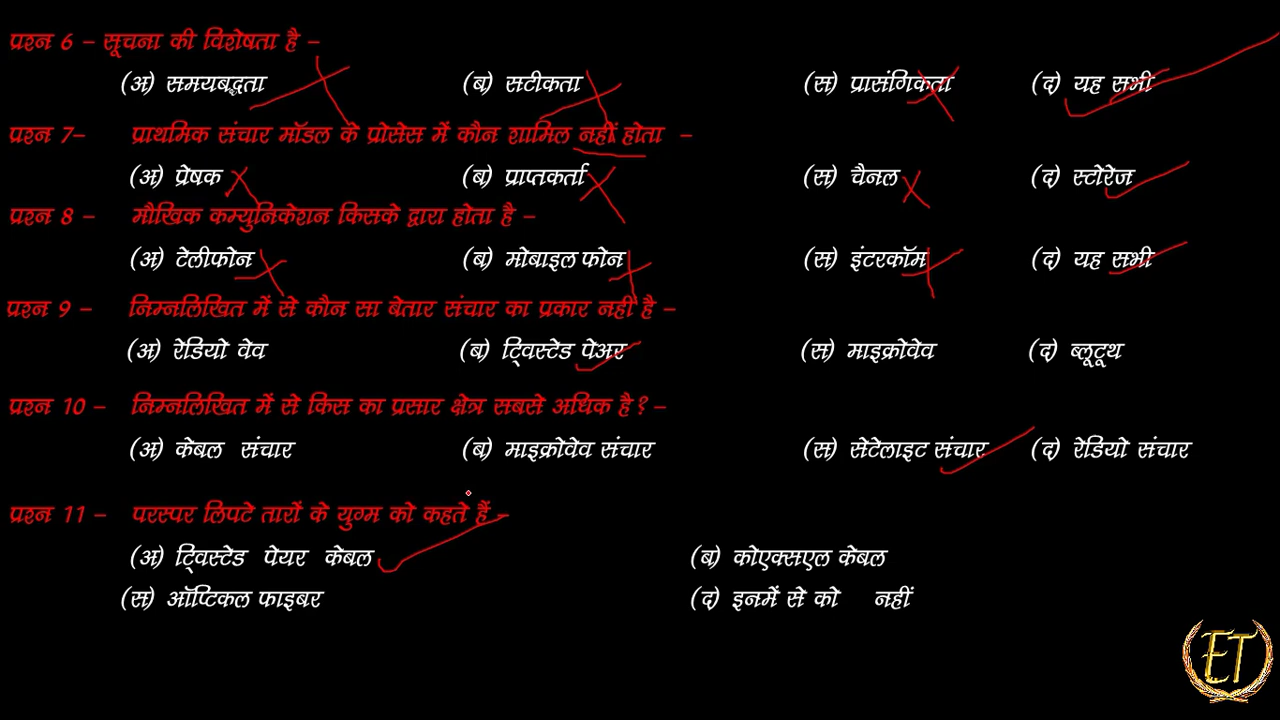 प्रश्न 6 – सूचना की विशेषता है –
(अ) समयबद्धता (ब) सटीकता (स) प्रासंगिकता (द) यह सभी
प्रश्न 7– प्राथमिक संचार मॉडल के प्रोसेस में कौन शामिल नहीं होता –
(अ) प्रेषक (ब) प्राप्तकर्ता (स) चैनल (द) स्टोरेज
प्रश्न 8 – मौखिक कम्युनिकेशन किसके द्वारा होता है –
(अ) टेलीफोन (ब) मोबाइल फोन (स) इंटरकॉम (द) यह सभी
प्रश्न 9 – निम्नलिखित में से कौन सा बेतार संचार का प्रकार नहीं है –
(अ) रेडियो वेव (ब) ट्विस्टेड पेअर (स) माइक्रोवेव (द) ब्लूटूथ
प्रश्न 10 – निम्नलिखित में से किस का प्रसार क्षेत्र सबसे अधिक है? –
(अ) केबल संचार (ब) माइक्रोवेव संचार (स) सेटेलाइट संचार (द) रेडियो संचार
प्रश्न 11 – परस्पर लिपटे तारों के युग्म को कहते हैं –
(अ) ट्विस्टेड पेयर केबल (ब) कोएक्सएल केबल
(स) ऑप्टिकल फाइबर (द) इनमें से को नहीं
ET